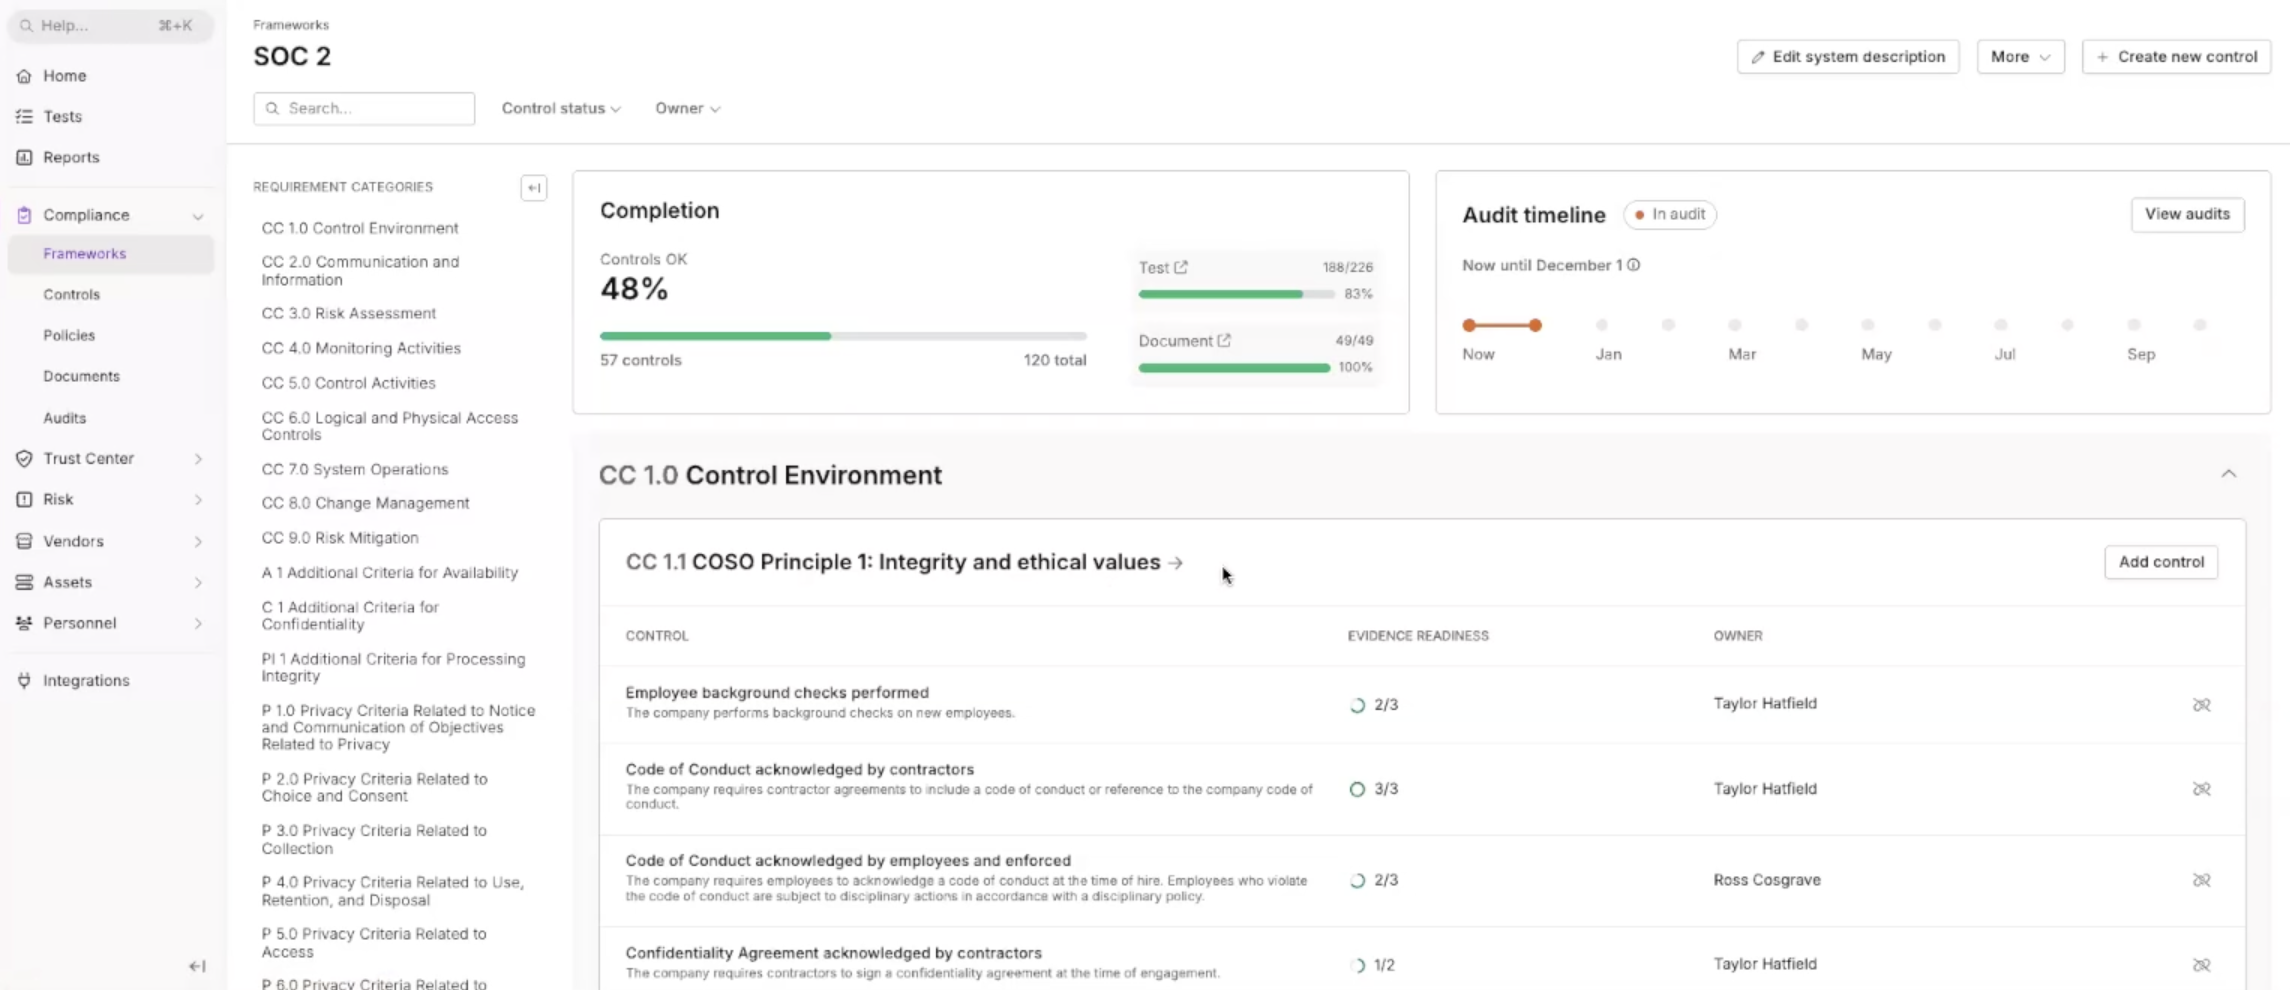 Help... ⌘+K
Home
Tests
Reports
Compliance
Frameworks
Controls
Policies
Documents
Audits
Trust Center
Risk
Vendors
Assets
Personnel
Integrations
Frameworks
SOC 2
Edit system description
More
+ Create new control
Search...
Control status
Owner
REQUIREMENT CATEGORIES
CC 1.0 Control Environment
CC 2.0 Communication and
Information
CC 3.0 Risk Assessment
CC 4.0 Monitoring Activities
CC 5.0 Control Activities
CC 6.0 Logical and Physical Access
Controls
CC 7.0 System Operations
CC 8.0 Change Management
CC 9.0 Risk Mitigation
A 1 Additional Criteria for Availability
C 1 Additional Criteria for
Confidentiality
PI 1 Additional Criteria for Processing
Integrity
P 1.0 Privacy Criteria Related to Notice
and Communication of Objectives
Related to Privacy
P 2.0 Privacy Criteria Related to
Choice and Consent
P 3.0 Privacy Criteria Related to
Collection
P 4.0 Privacy Criteria Related to Use,
Retention, and Disposal
P 5.0 Privacy Criteria Related to
Access
P 6.0 Privacy Criteria Related to
Completion
Controls OK
48%
57 controls 120 total
Test 188/226
83%
Document 49/49
100%
Audit timeline
In audit
View audits
Now until December 1
Now Jan Mar May Jul Sep
CC 1.0 Control Environment
CC 1.1 COSO Principle 1: Integrity and ethical values →
Add control
CONTROL EVIDENCE READINESS OWNER
Employee background checks performed
The company performs background checks on new employees.
2/3
Taylor Hatfield
Code of Conduct acknowledged by contractors
The company requires contractor agreements to include a code of conduct or reference to the company code of
conduct.
3/3
Taylor Hatfield
Code of Conduct acknowledged by employees and enforced
The company requires employees to acknowledge a code of conduct at the time of hire. Employees who violate
the code of conduct are subject to disciplinary actions in accordance with a disciplinary policy.
2/3
Ross Cosgrave
Confidentiality Agreement acknowledged by contractors
The company requires contractors to sign a confidentiality agreement at the time of engagement.
1/2
Taylor Hatfield